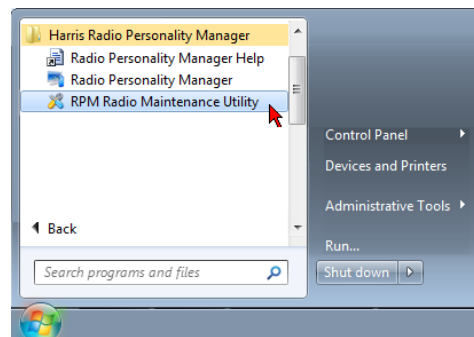 Harris Radio Personality Manager
Radio Personality Manager Help
Radio Personality Manager
RPM Radio Maintenance Utility
Back
Search programs and files
Control Panel
Devices and Printers
Administrative Tools
Run...
Shut down